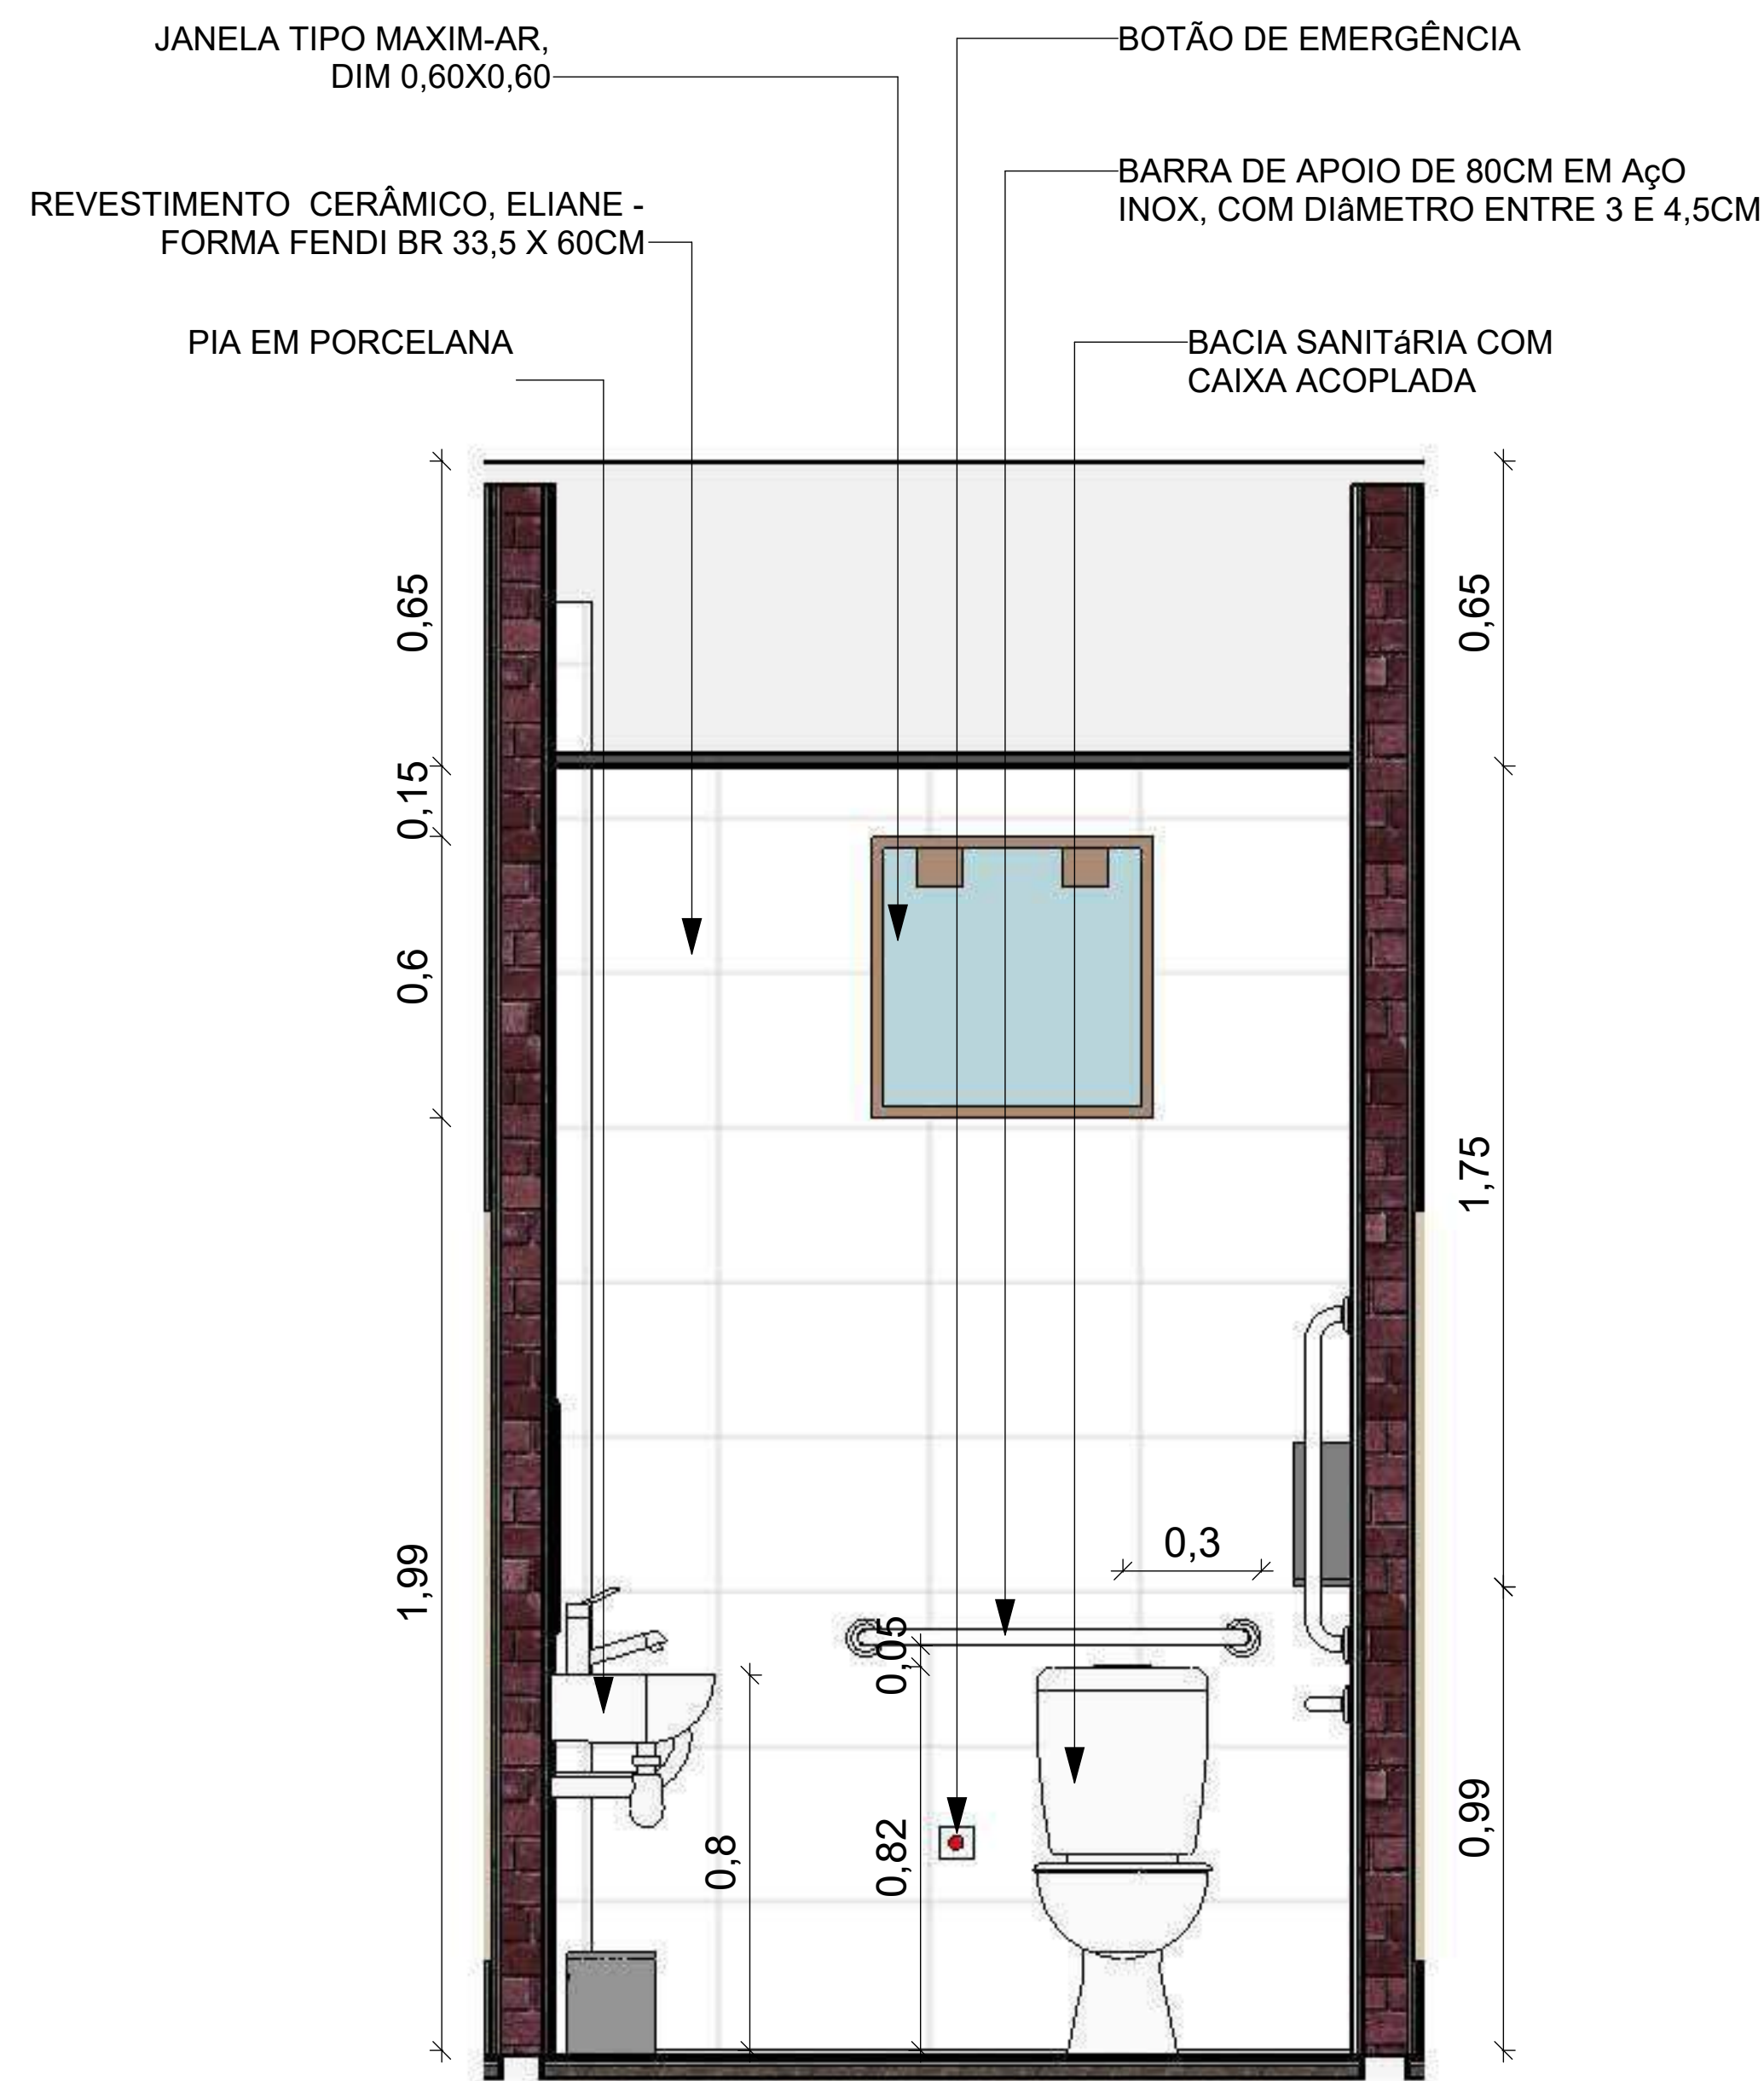 JANELA TIPO MAXIM-AR,
DIM 0,60X0,60
BOTÃO DE EMERGÊNCIA
REVESTIMENTO  CERÂMICO, ELIANE -
FORMA FENDI BR 33,5 X 60CM
BARRA DE APOIO DE 80CM EM AçO
INOX, COM DIâMETRO ENTRE 3 E 4,5CM
PIA EM PORCELANA
BACIA SANITáRIA COM
CAIXA ACOPLADA
0,65
0,15
0,6
1,99
0,65
1,75
0,99
0,3
0,05
0,82
0,8